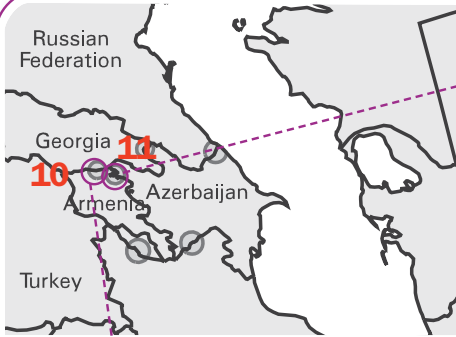 Russian
Federation
Georgia
11
10
Azerbaijan
Armenia
Turkey